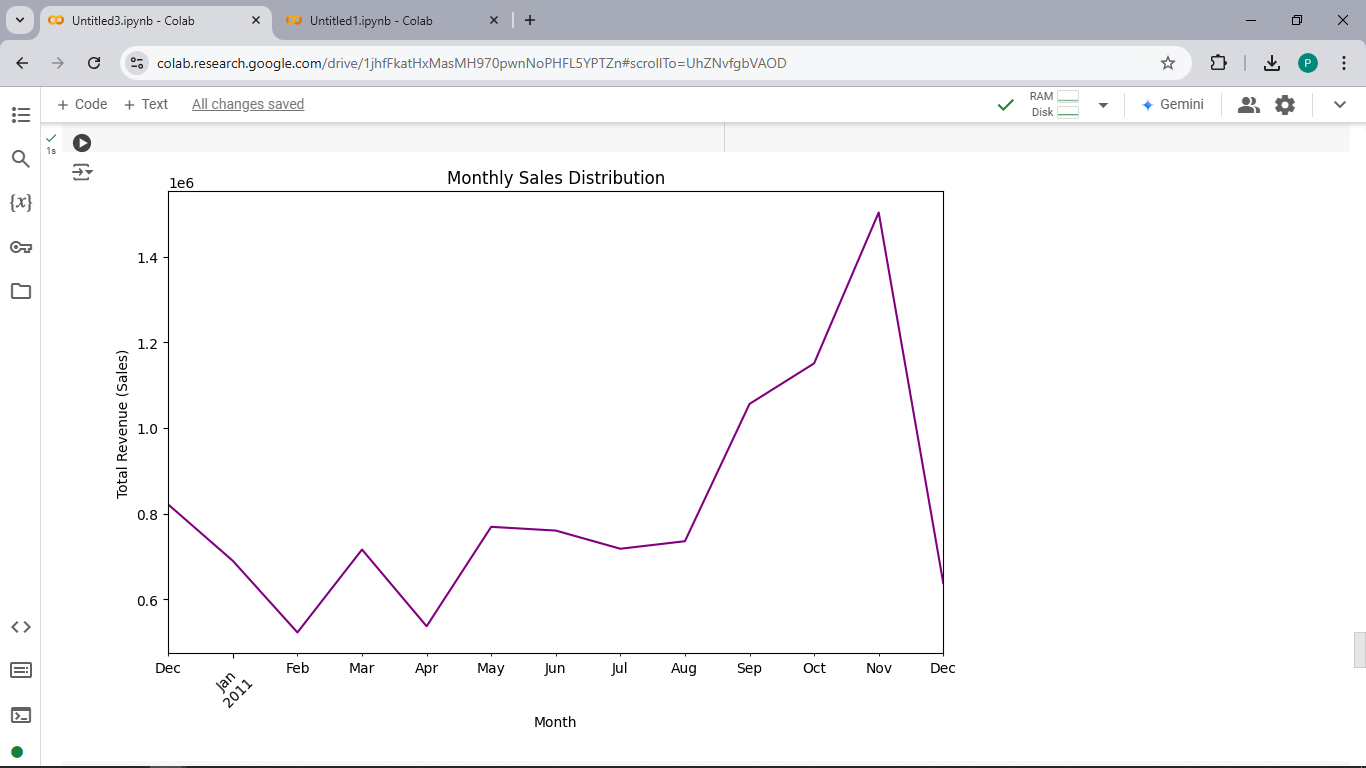 Untitled3.ipynb - Colab
Untitled1.ipynb - Colab
colab.research.google.com/drive/1jhfFkatHxMasMH970pwnNoPHFL5YPTZn#scrollTo=UhZNvfgbVAOD
P
+ Code + Text All changes saved
RAM
Disk
Gemini
1s
{x}
Monthly Sales Distribution
1e6
1.4
1.2
1.0
0.8
0.6
Total Revenue (Sales)
Dec Jan 2011 Feb Mar Apr May Jun Jul Aug Sep Oct Nov Dec
Month